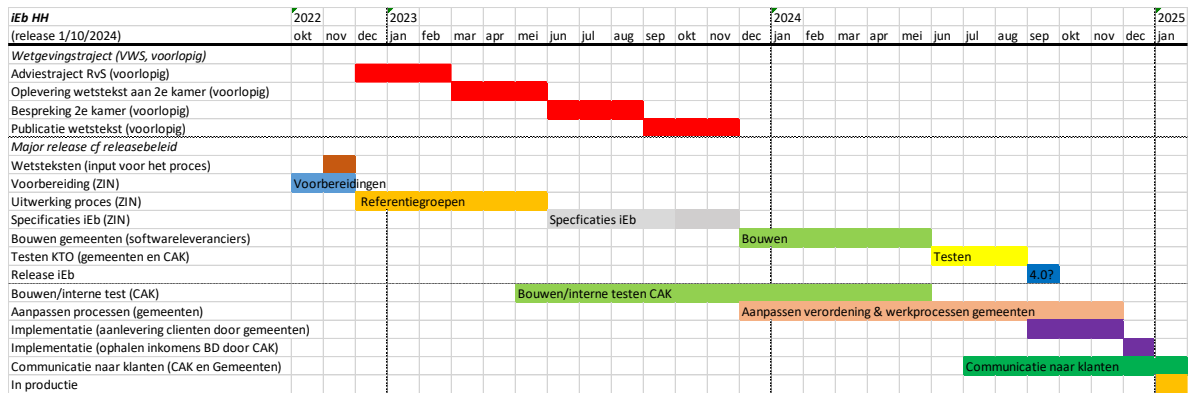 iEb HH 2022 2023 2024 2025
(release 1/10/2024) okt nov dec jan feb mar apr mei jun jul aug sep okt nov dec jan feb mar apr mei jun jul aug sep okt nov dec jan
Wetgevingstraject (VWS, voorlopig)
Adviestraject RvS (voorlopig)
Oplevering wetstekst aan 2e kamer (voorlopig)
Bespreking 2e kamer (voorlopig)
Publicatie wetstekst (voorlopig)
Major release cf releasebeleid
Wetsteksten (input voor het proces)
Voorbereiding (ZIN) Voorbereidingen
Uitwerking proces (ZIN) Referentiegroepen
Specificaties iEb (ZIN) Specficaties iEb
Bouwen gemeenten (softwareleveranciers) Bouwen
Testen KTO (gemeenten en CAK) Testen
Release iEb 4.0?
Bouwen/interne test (CAK) Bouwen/interne testen CAK
Aanpassen processen (gemeenten) Aanpassen verordening & werkprocessen gemeenten
Implementatie (aanlevering clienten door gemeenten)
Implementatie (ophalen inkomens BD door CAK)
Communicatie naar klanten (CAK en Gemeenten) Communicatie naar klanten
In productie